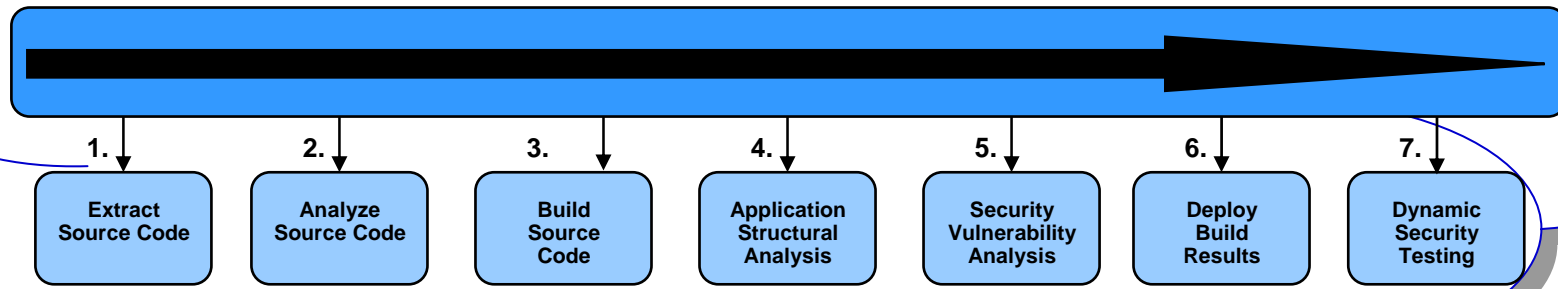 1.
2.
3.
4.
5.
6.
7.
Extract
Source Code
Analyze
Source Code
Build
Source
Code
Application
Structural
Analysis
Security
Vulnerability
Analysis
Deploy
Build
Results
Dynamic
Security
Testing